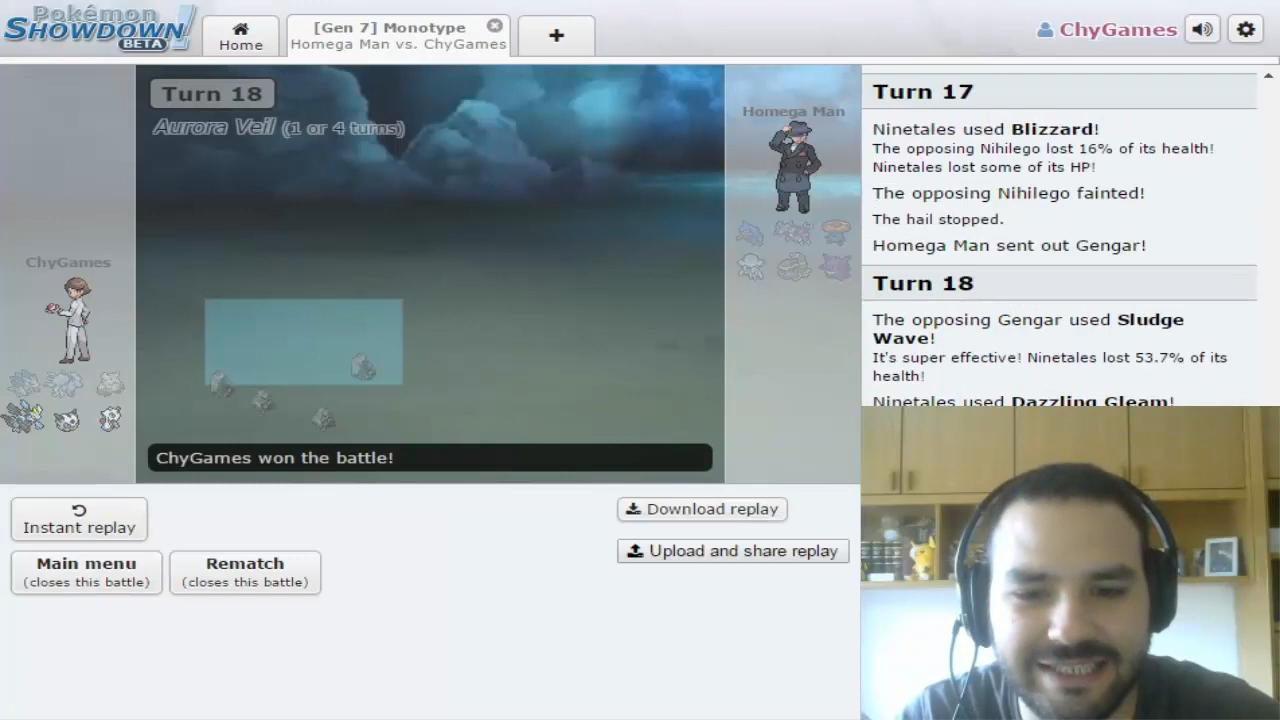 Pokémon
SHOWDOWN!
BETA
Home
[Gen 7] Monotype
Homega Man vs. ChyGames
ChyGames
Turn 18
Aurora Veil (1 or 4 turns)
Homega Man
ChyGames
ChyGames won the battle!
Turn 17
Ninetales used Blizzard!
The opposing Nihilego lost 16% of its health!
Ninetales lost some of its HP!
The opposing Nihilego fainted!
The hail stopped.
Homega Man sent out Gengar!
Turn 18
The opposing Gengar used Sludge
Wave!
It's super effective! Ninetales lost 53.7% of its
health!
Ninetales used Dazzling Gleam!
Instant replay
Download replay
Upload and share replay
Main menu
(closes this battle)
Rematch
(closes this battle)